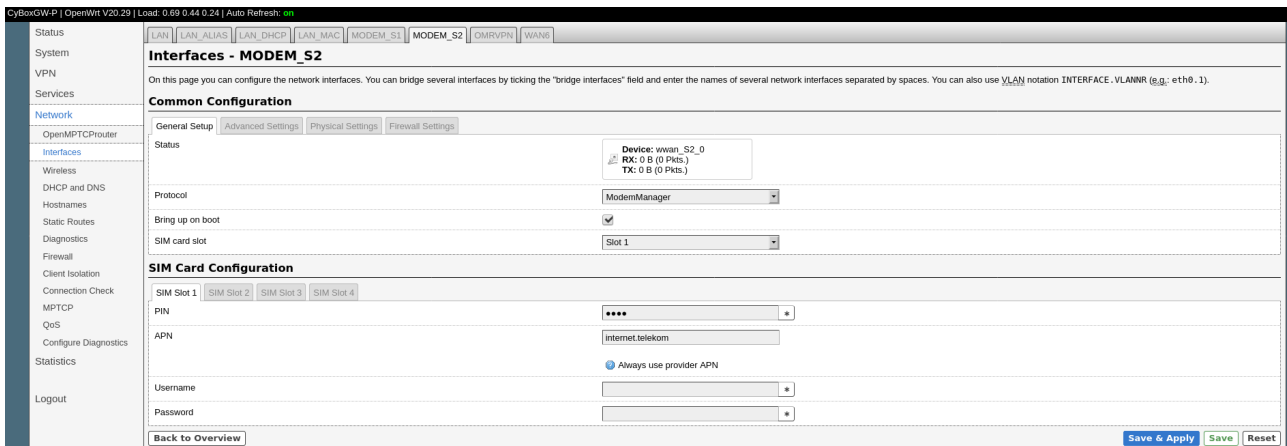 CyBoxGW-P | OpenWrt V20.29 | Load: 0.69 0.44 0.24 | Auto Refresh: on
Status
System
VPN
Services
Network
OpenMPTCProuter
Interfaces
Wireless
DHCP and DNS
Hostnames
Static Routes
Diagnostics
Firewall
Client Isolation
Connection Check
MPTCP
QoS
Configure Diagnostics
Statistics
Logout
LAN LAN_ALIAS LAN_DHCP LAN_MAC MODEM_S1 MODEM_S2 OMRVPN WAN6
Interfaces - MODEM_S2
On this page you can configure the network interfaces. You can bridge several interfaces by ticking the "bridge interfaces" field and enter the names of several network interfaces separated by spaces. You can also use VLAN notation INTERFACE.VLANNR (e.g.: eth0.1).
Common Configuration
General Setup Advanced Settings Physical Settings Firewall Settings
Status
Device: wwan_S2_0
RX: 0 B (0 Pkts.)
TX: 0 B (0 Pkts.)
Protocol ModemManager
Bring up on boot
SIM card slot Slot 1
SIM Card Configuration
SIM Slot 1 SIM Slot 2 SIM Slot 3 SIM Slot 4
PIN •••• *
APN internet.telekom
Always use provider APN
Username *
Password *
Back to Overview Save & Apply Save Reset